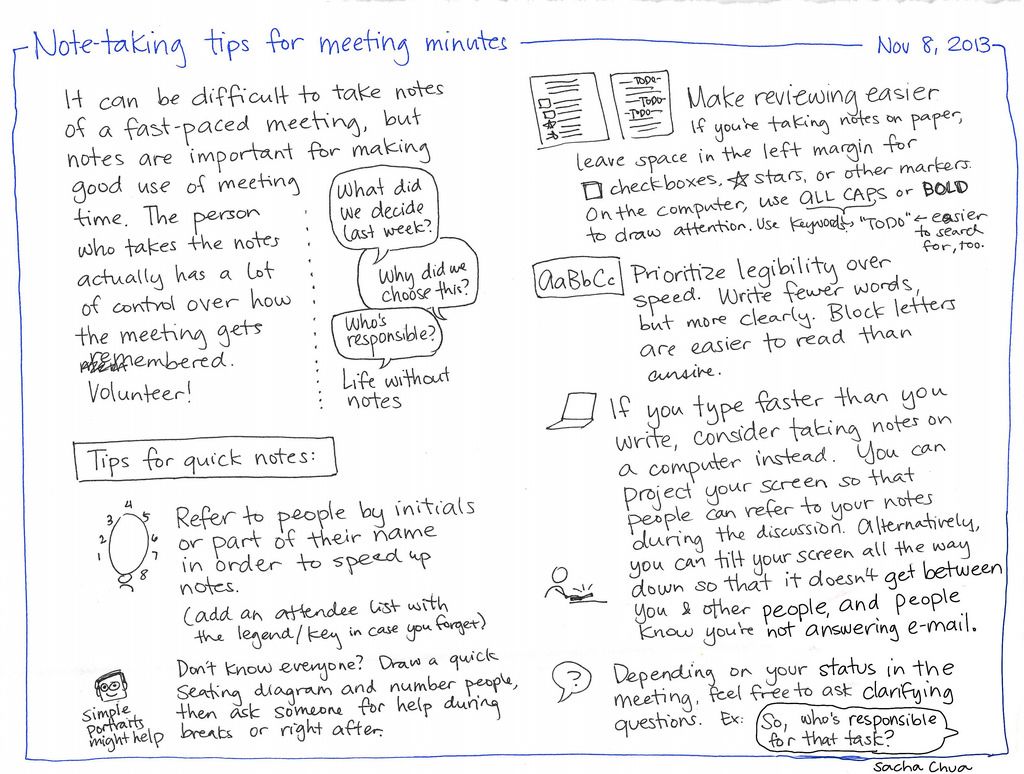 Note-taking tips for meeting minutes
Nov 8, 2013
It can be difficult to take notes
of a fast-paced meeting, but
notes are important for making
good use of meeting
time. The person
who takes the notes
actually has a lot
of control over how
the meeting gets
remembered.
Volunteer!
What did
we decide
last week?
Why did we
choose this?
Who's
responsible?
Life without
notes
Tips for quick notes:
1
2
3
4
5
6
7
8
Refer to people by initials
or part of their name
in order to speed up
notes.
(add an attendee list with
the legend/key in case you forget)
simple
portraits
might help
Don't know everyone? Draw a quick
seating diagram and number people,
then ask someone for help during
breaks or right after.
TODO
TODO
TODO
Make reviewing easier
If you're taking notes on paper,
leave space in the left margin for
checkboxes, stars, or other markers.
On the computer, use ALL CAPS or BOLD
to draw attention. Use keywords, "TODO" ← easier
to search
for, too.
AaBbCc
Prioritize legibility over
speed. Write fewer words,
but more clearly. Block letters
are easier to read than
cursive.
If you type faster than you
write, consider taking notes on
a computer instead. You can
project your screen so that
people can refer to your notes
during the discussion. Alternatively,
you can tilt your screen all the way
down so that it doesn't get between
you & other people, and people
know you're not answering e-mail.
?
Depending on your status in the
meeting, feel free to ask clarifying
questions. Ex:
So, who's responsible
for that task?
Sacha Chua